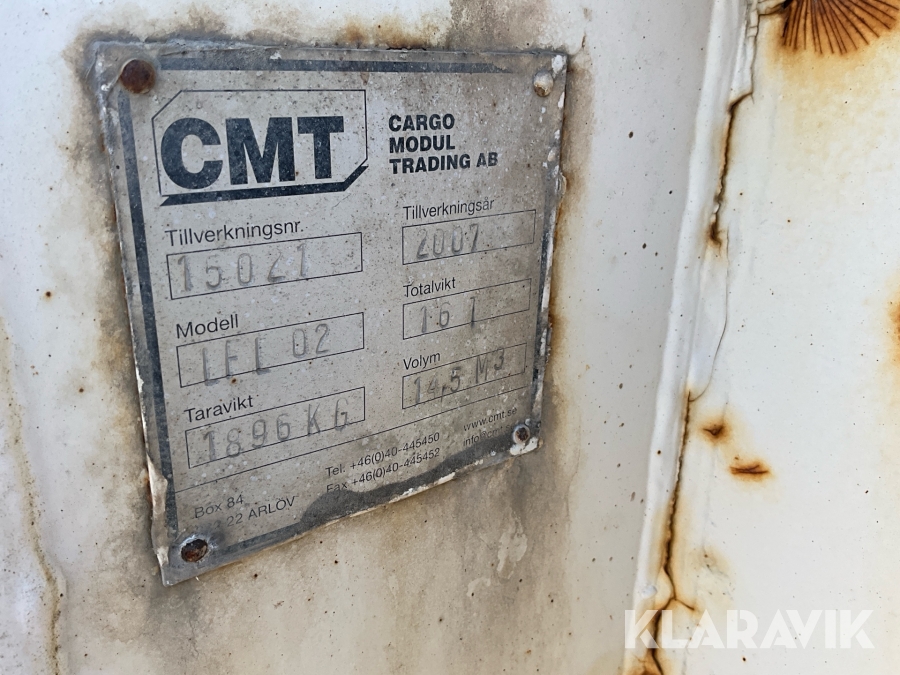 CMT
CARGO
MODUL
TRADING AB
Tillverkningsnr.
15021
Tillverkningsår
2007
Modell
LFL 02
Totalvikt
16 T
Taravikt
1896 KG
Volym
14,5 M3
Box 84
22 ARLÖV
Tel. +46(0)40-445450
Fax +46(0)40-445452
www.cmt.se
KLARAVIK